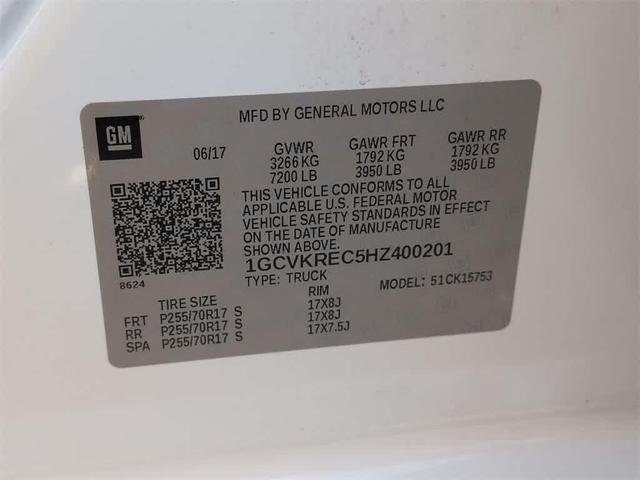 GM
MFD BY GENERAL MOTORS LLC
06/17 GVWR GAWR FRT GAWR RR
3266 KG 1792 KG 1792 KG
7200 LB 3950 LB 3950 LB
THIS VEHICLE CONFORMS TO ALL
APPLICABLE U.S. FEDERAL MOTOR
VEHICLE SAFETY STANDARDS IN EFFECT
ON THE DATE OF MANUFACTURE
SHOWN ABOVE.
1GCVKREC5HZ400201
8624 TYPE: TRUCK MODEL: 51CK15753
TIRE SIZE RIM
FRT P255/70R17 S 17X8J
RR P255/70R17 S 17X8J
SPA P255/70R17 S 17X7.5J